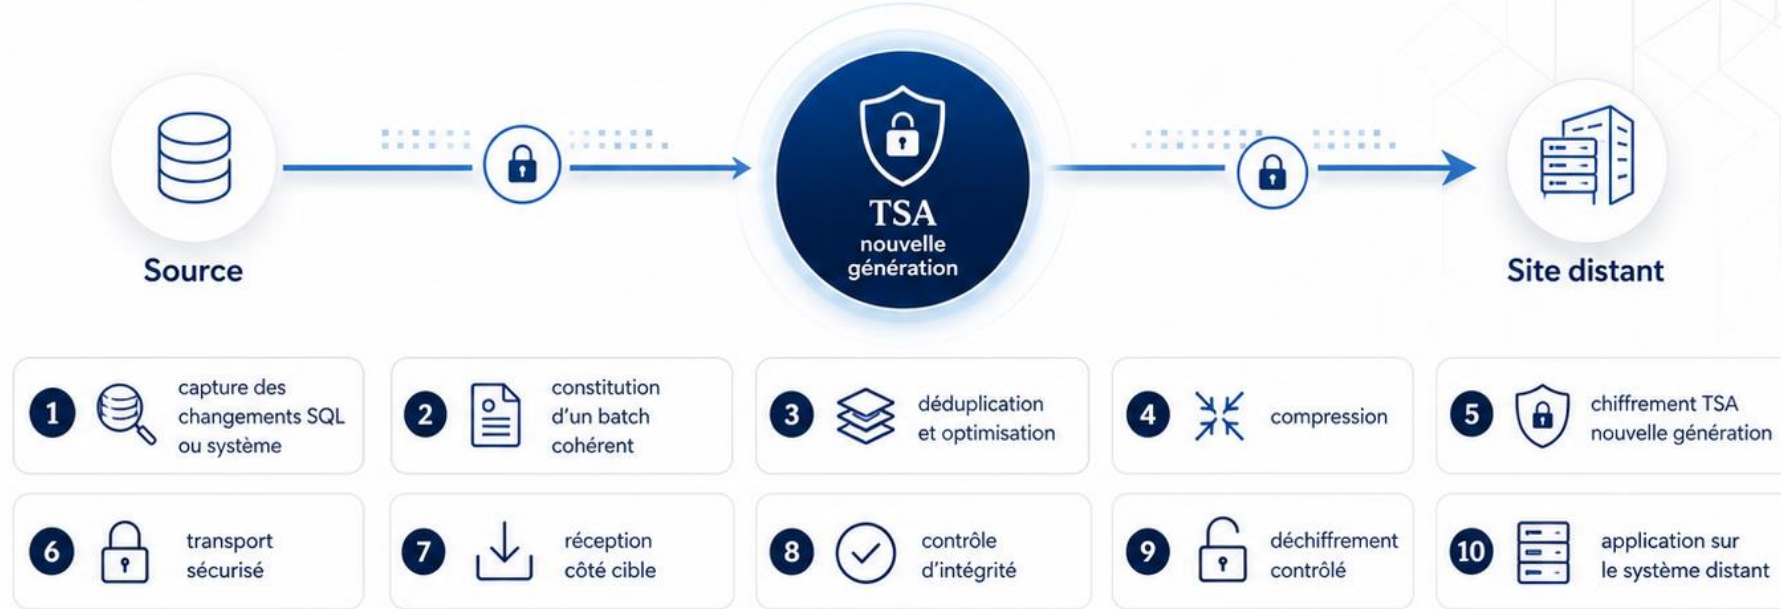 TSA
nouvelle
génération
Source
Site distant
1
capture des
changements SQL
ou système
2
constitution
d'un batch
cohérent
3
déduplication
et optimisation
4
compression
5
chiffrement TSA
nouvelle génération
6
transport
sécurisé
7
réception
côté cible
8
contrôle
d'intégrité
9
déchiffrement
contrôlé
10
application sur
le système distant